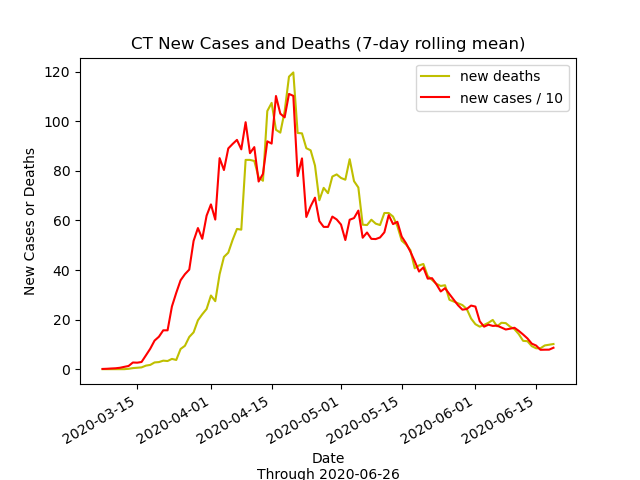 CT New Cases and Deaths (7-day rolling mean)
new deaths
new cases / 10
New Cases or Deaths
120
100
80
60
40
20
0
2020-03-15
2020-04-01
2020-04-15
2020-05-01
2020-05-15
2020-06-01
2020-06-15
Date
Through 2020-06-26